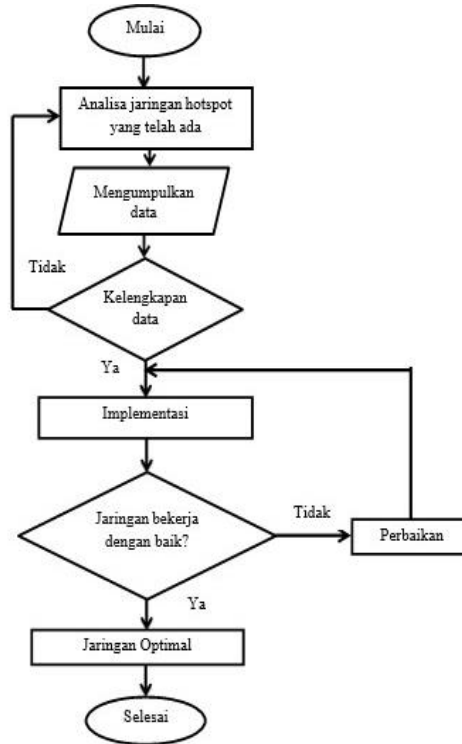 Mulai
Analisa jaringan hotspot
yang telah ada
Mengumpulkan
data
Tidak
Kelengkapan
data
Ya
Implementasi
Jaringan bekerja
dengan baik?
Tidak
Perbaikan
Ya
Jaringan Optimal
Selesai